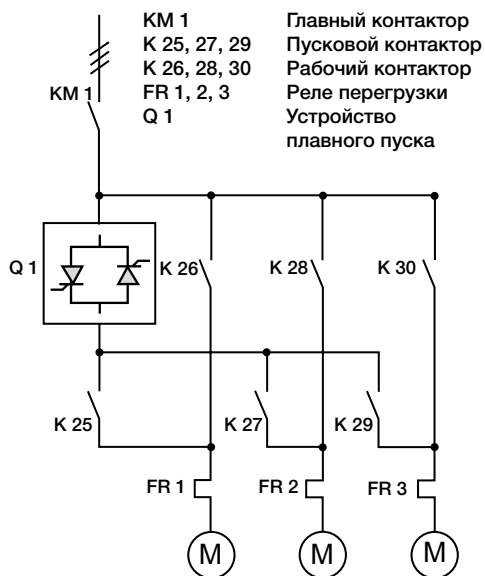 KM 1 Главный контактор
K 25, 27, 29 Пусковой контактор
K 26, 28, 30 Рабочий контактор
FR 1, 2, 3 Реле перегрузки
Q 1 Устройство
плавного пуска
KM 1
Q 1
K 26
K 28
K 30
K 25
K 27
K 29
FR 1
FR 2
FR 3
M
M
M